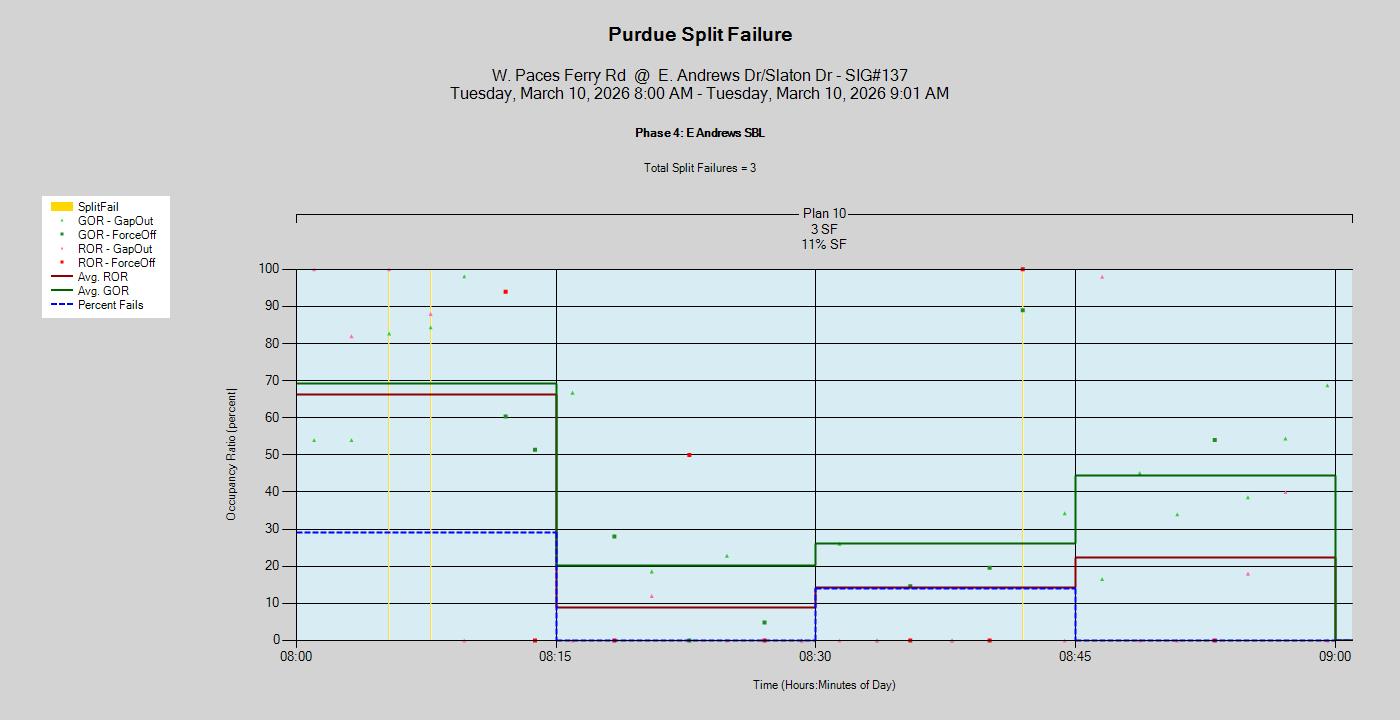 Purdue Split Failure
W. Paces Ferry Rd @ E. Andrews Dr/Slaton Dr - SIG#137
Tuesday, March 10, 2026 8:00 AM - Tuesday, March 10, 2026 9:01 AM
Phase 4: E Andrews SBL
Total Split Failures = 3
SplitFail
GOR - GapOut
GOR - ForceOff
ROR - GapOut
ROR - ForceOff
Avg. ROR
Avg. GOR
Percent Fails
Plan 10
3 SF
11% SF
Occupancy Ratio (percent)
100
90
80
70
60
50
40
30
20
10
0
08:00 08:15 08:30 08:45 09:00
Time (Hours:Minutes of Day)